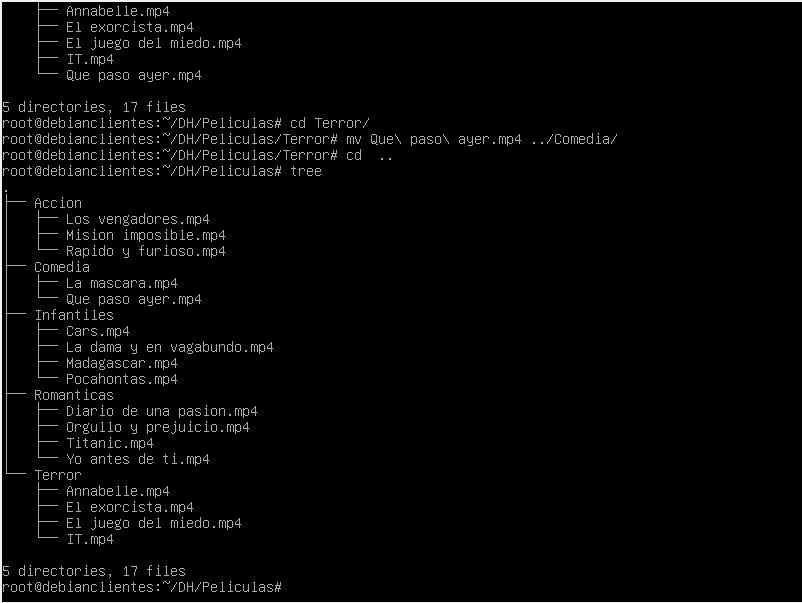 ├── Annabelle.mp4
├── El exorcista.mp4
├── El juego del miedo.mp4
├── IT.mp4
└── Que paso ayer.mp4

5 directories, 17 files
root@debianclientes:~/DH/Peliculas# cd Terror/
root@debianclientes:~/DH/Peliculas/Terror# mv Que\ paso\ ayer.mp4 ../Comedia/
root@debianclientes:~/DH/Peliculas/Terror# cd  ..
root@debianclientes:~/DH/Peliculas# tree
.
├── Accion
│   ├── Los vengadores.mp4
│   ├── Mision imposible.mp4
│   └── Rapido y furioso.mp4
├── Comedia
│   ├── La mascara.mp4
│   └── Que paso ayer.mp4
├── Infantiles
│   ├── Cars.mp4
│   ├── La dama y en vagabundo.mp4
│   ├── Madagascar.mp4
│   └── Pocahontas.mp4
├── Romanticas
│   ├── Diario de una pasion.mp4
│   ├── Orgullo y prejuicio.mp4
│   ├── Titanic.mp4
│   └── Yo antes de ti.mp4
└── Terror
    ├── Annabelle.mp4
    ├── El exorcista.mp4
    ├── El juego del miedo.mp4
    └── IT.mp4

5 directories, 17 files
root@debianclientes:~/DH/Peliculas#